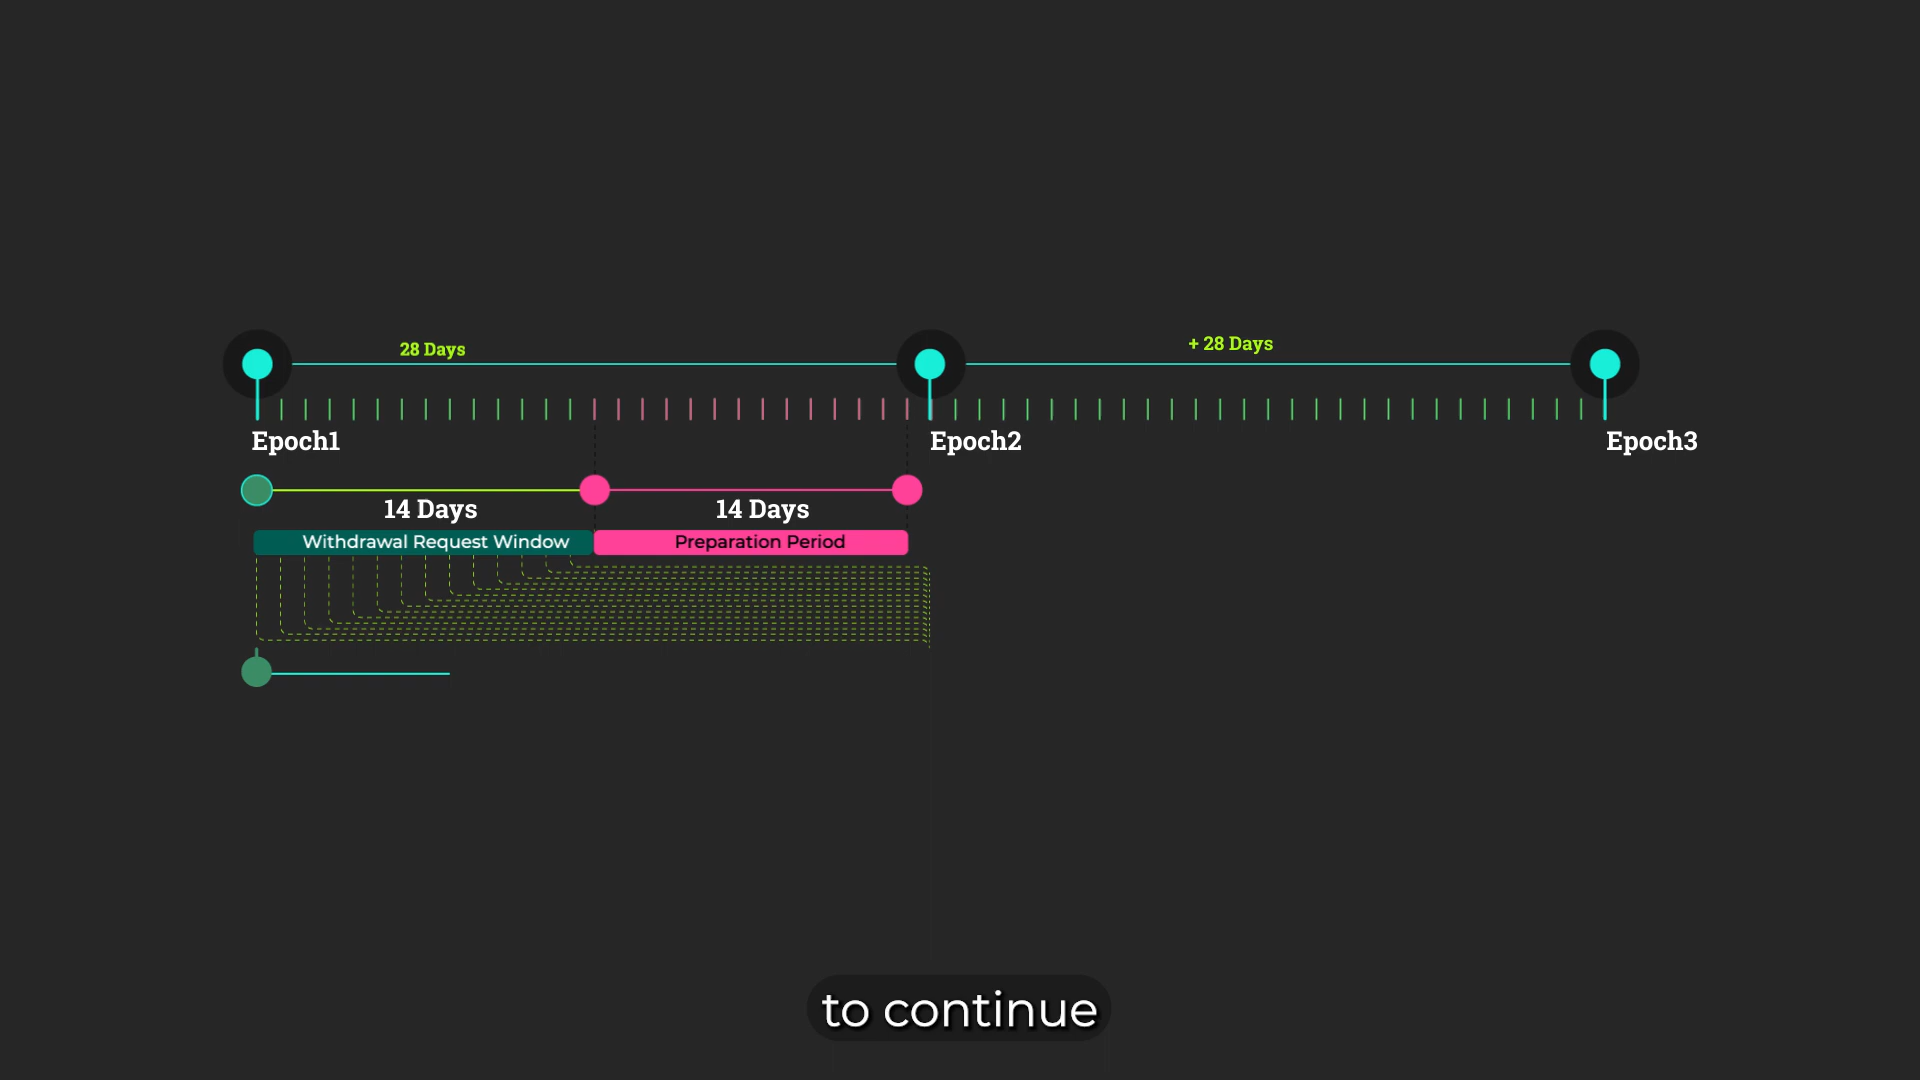 28 Days
+ 28 Days
Epoch1
Epoch2
Epoch3
14 Days
14 Days
Withdrawal Request Window
Preparation Period
to continue